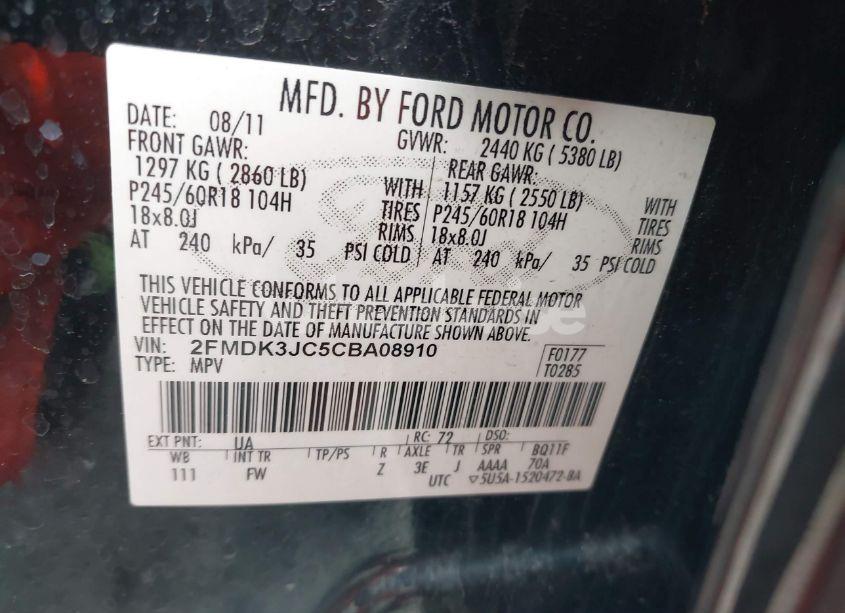 MFD. BY FORD MOTOR CO.
DATE: 08/11 GVWR: 2440 KG ( 5380 LB)
FRONT GAWR: REAR GAWR:
1297 KG ( 2860 LB) WITH 1157 KG ( 2550 LB) WITH
P245/60R18 104H TIRES P245/60R18 104H TIRES
18x8.0J RIMS 18x8.0J RIMS
AT 240 kPa/ 35 PSI COLD AT 240 kPa/ 35 PSI COLD
THIS VEHICLE CONFORMS TO ALL APPLICABLE FEDERAL MOTOR
VEHICLE SAFETY AND THEFT PREVENTION STANDARDS IN
EFFECT ON THE DATE OF MANUFACTURE SHOWN ABOVE.
VIN: 2FMDK3JC5CBA08910 F0177
TYPE: MPV T0285
EXT PNT: UA RC: 72 DSO:
WB INT TR TP/PS R AXLE TR SPR BQ11F
111 FW Z 3E J AAAA 70A
UTC ▽5U5A-1520472-BA